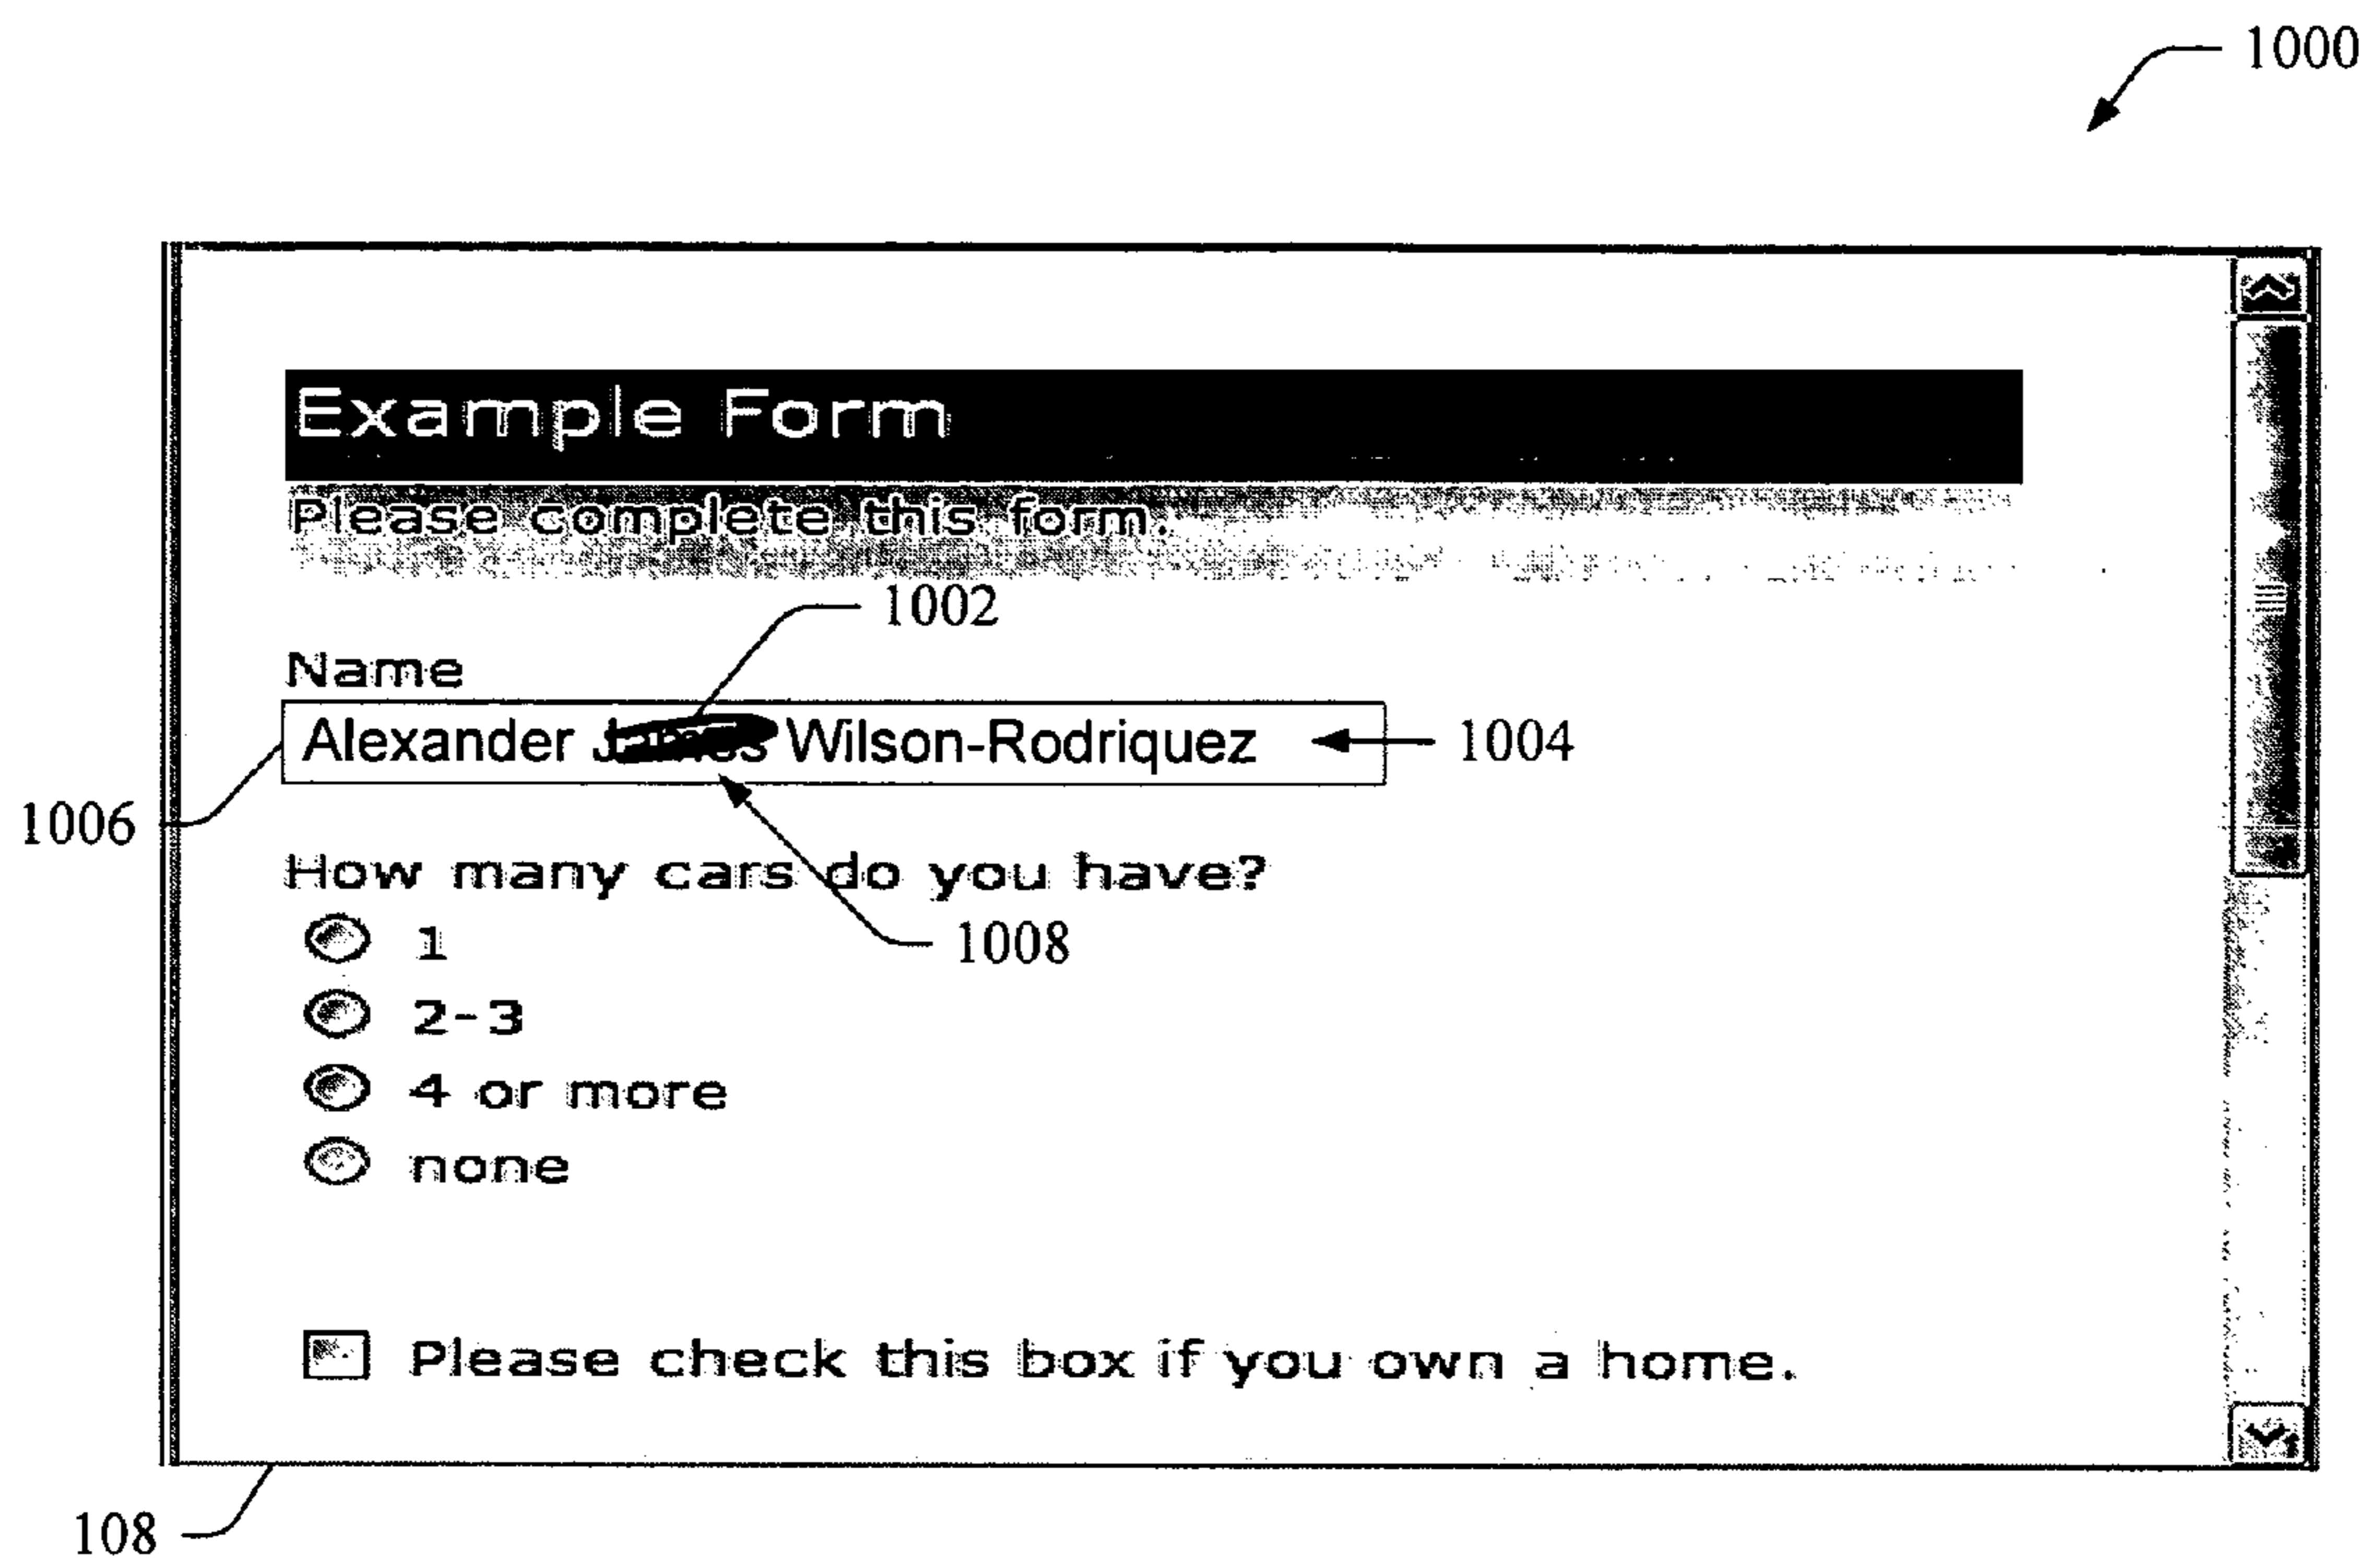 1000
Example Form
Please complete this form.
1002
Name
Alexander James Wilson-Rodriquez
1004
1006
How many cars do you have?
1
1008
2-3
4 or more
none
Please check this box if you own a home.
108